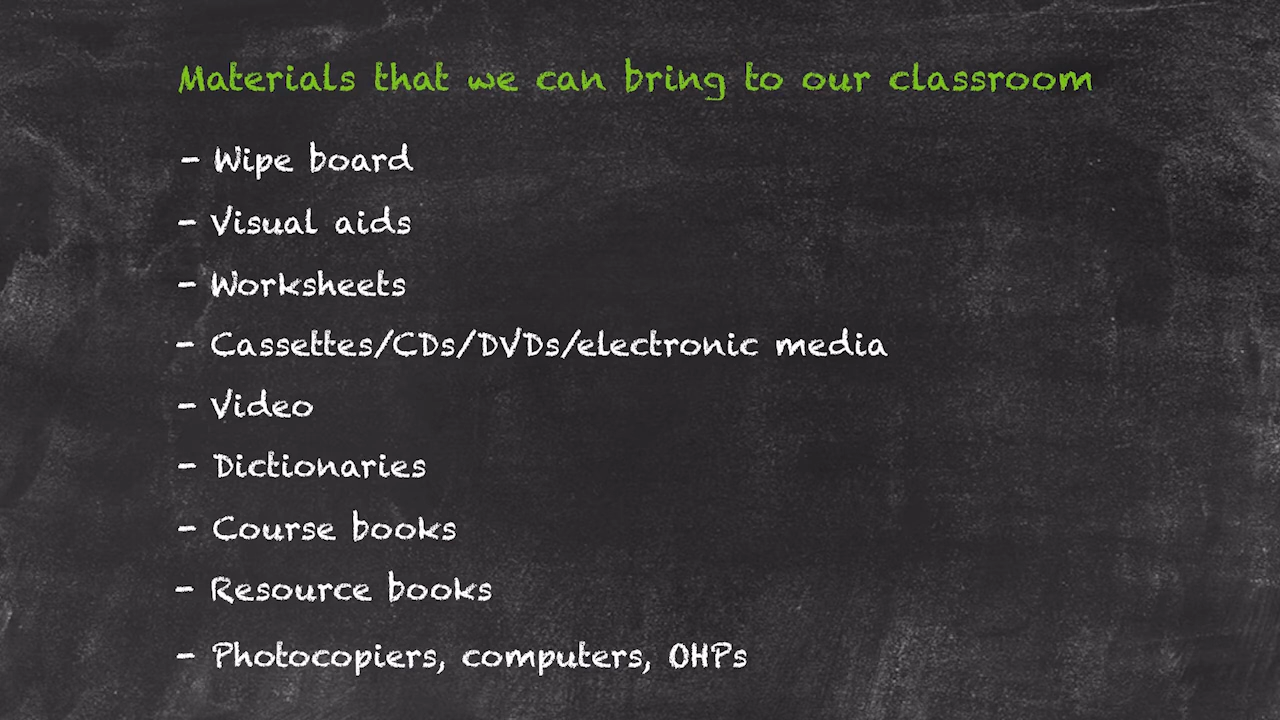 Materials that we can bring to our classroom
- Wipe board
- Visual aids
- Worksheets
- Cassettes/CDs/DVDs/electronic media
- Video
- Dictionaries
- Course books
- Resource books
- Photocopiers, computers, OHPs